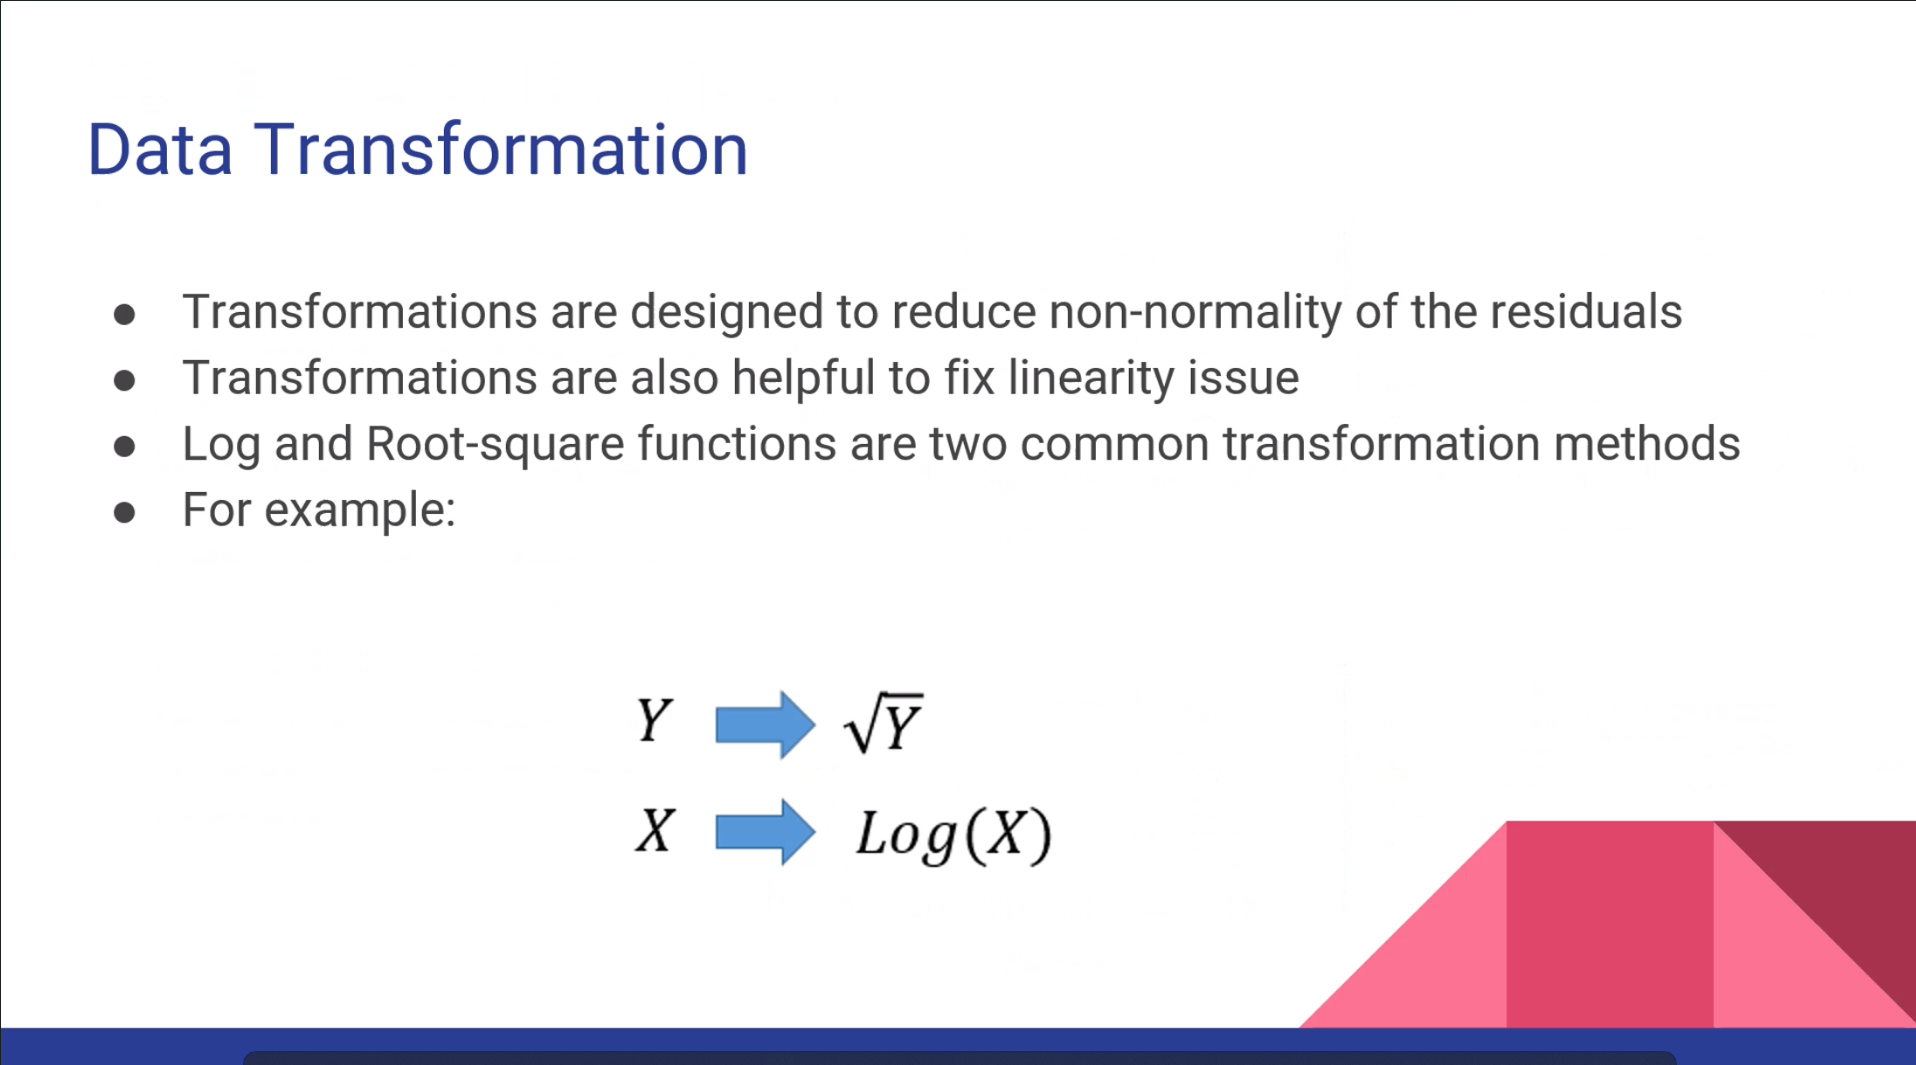 Data Transformation
● Transformations are designed to reduce non-normality of the residuals
● Transformations are also helpful to fix linearity issue
● Log and Root-square functions are two common transformation methods
● For example:
Y √Y
X Log(X)